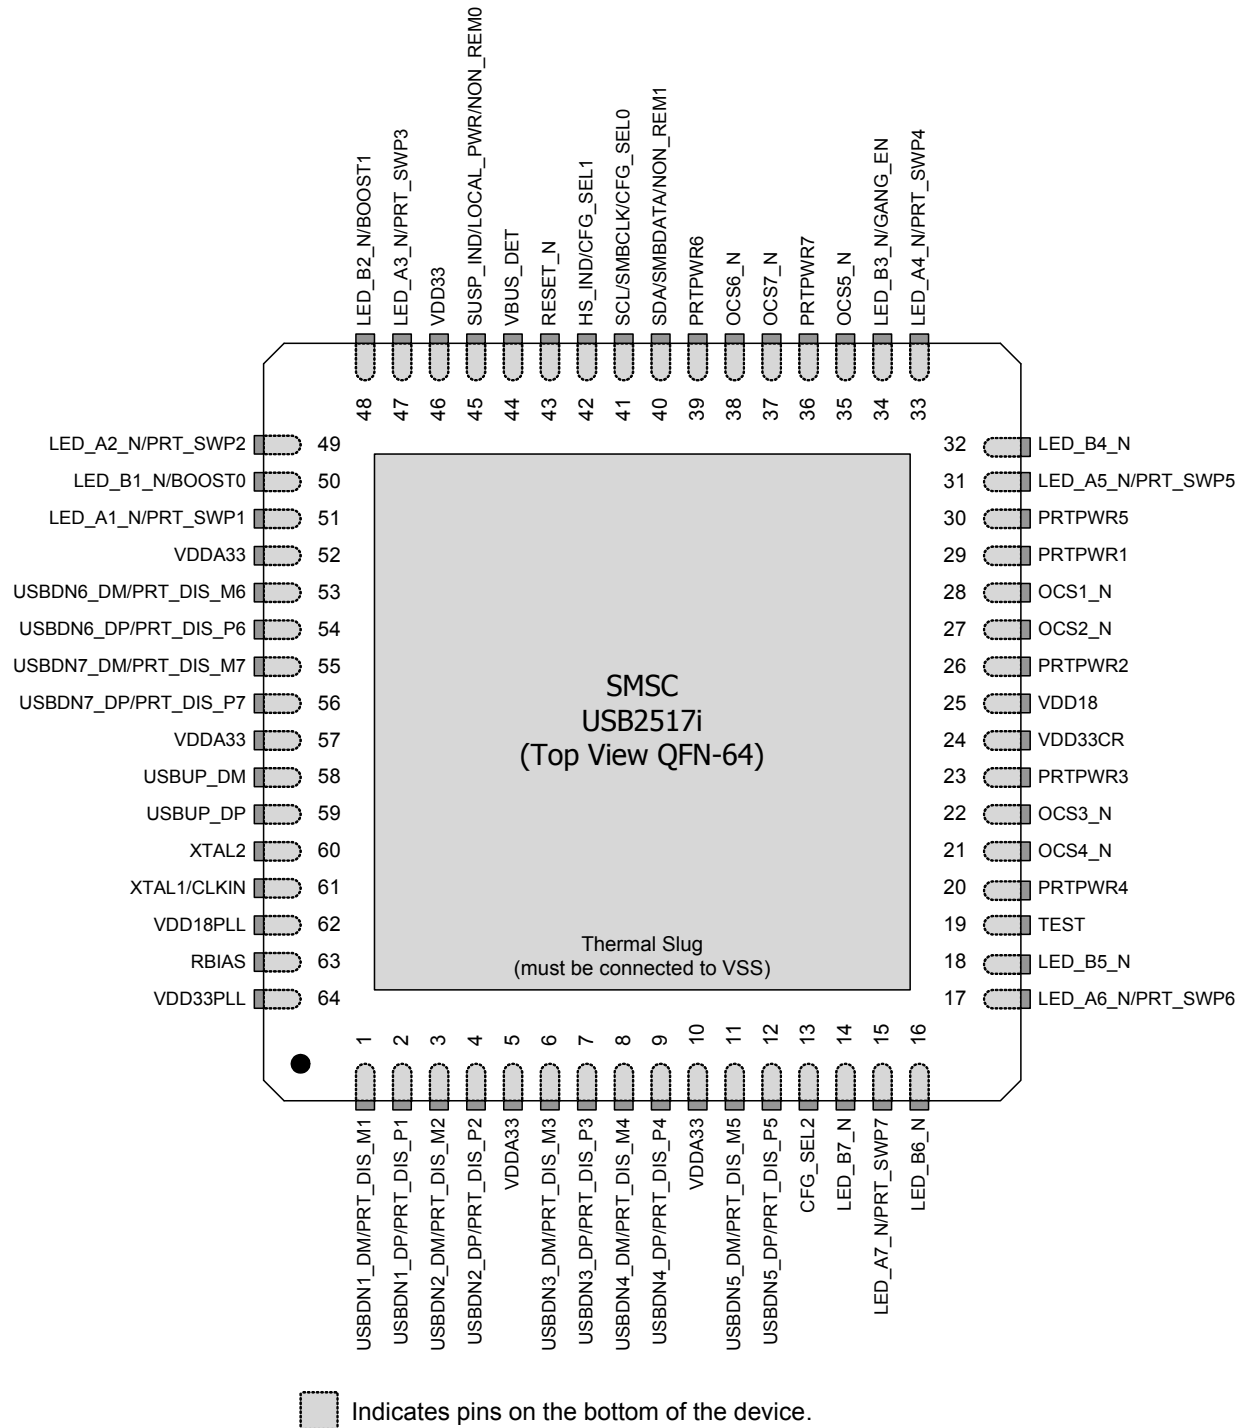 LED_B2_N/BOOST1
LED_A3_N/PRT_SWP3
VDD33
SUSP_IND/LOCAL_PWR/NON_REM0
VBUS_DET
RESET_N
HS_IND/CFG_SEL1
SCL/SMBCLK/CFG_SEL0
SDA/SMBDATA/NON_REM1
PRTPWR6
OCS6_N
OCS7_N
PRTPWR7
OCS5_N
LED_B3_N/GANG_EN
LED_A4_N/PRT_SWP4
48
47
46
45
44
43
42
41
40
39
38
37
36
35
34
33
LED_A2_N/PRT_SWP2 49
LED_B1_N/BOOST0 50
LED_A1_N/PRT_SWP1 51
VDDA33 52
USBDN6_DM/PRT_DIS_M6 53
USBDN6_DP/PRT_DIS_P6 54
USBDN7_DM/PRT_DIS_M7 55
USBDN7_DP/PRT_DIS_P7 56
VDDA33 57
USBUP_DM 58
USBUP_DP 59
XTAL2 60
XTAL1/CLKIN 61
VDD18PLL 62
RBIAS 63
VDD33PLL 64
SMSC
USB2517i
(Top View QFN-64)
Thermal Slug
(must be connected to VSS)
32 LED_B4_N
31 LED_A5_N/PRT_SWP5
30 PRTPWR5
29 PRTPWR1
28 OCS1_N
27 OCS2_N
26 PRTPWR2
25 VDD18
24 VDD33CR
23 PRTPWR3
22 OCS3_N
21 OCS4_N
20 PRTPWR4
19 TEST
18 LED_B5_N
17 LED_A6_N/PRT_SWP6
1
2
3
4
5
6
7
8
9
10
11
12
13
14
15
16
USBDN1_DM/PRT_DIS_M1
USBDN1_DP/PRT_DIS_P1
USBDN2_DM/PRT_DIS_M2
USBDN2_DP/PRT_DIS_P2
VDDA33
USBDN3_DM/PRT_DIS_M3
USBDN3_DP/PRT_DIS_P3
USBDN4_DM/PRT_DIS_M4
USBDN4_DP/PRT_DIS_P4
VDDA33
USBDN5_DM/PRT_DIS_M5
USBDN5_DP/PRT_DIS_P5
CFG_SEL2
LED_B7_N
LED_A7_N/PRT_SWP7
LED_B6_N
Indicates pins on the bottom of the device.